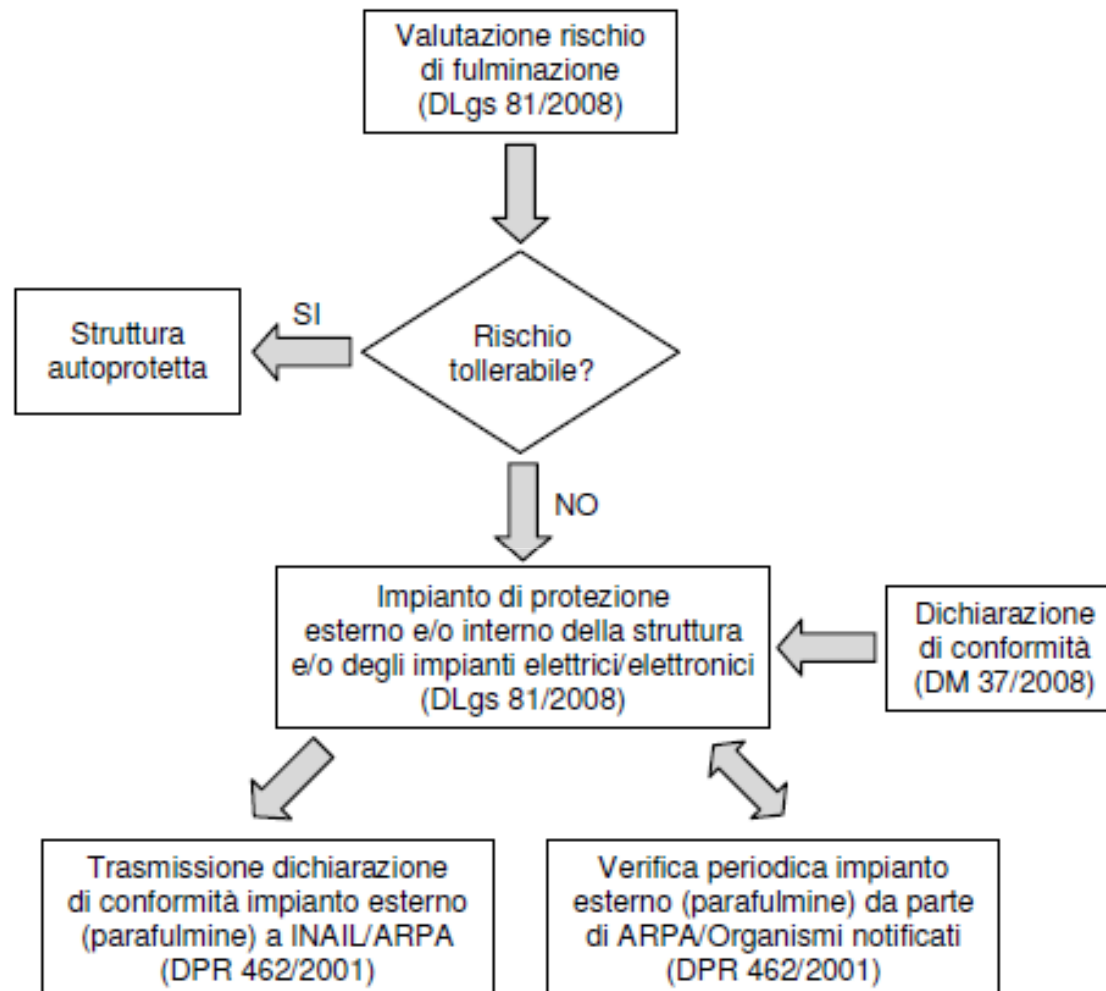 Valutazione rischio
di fulminazione
(DLgs 81/2008)
SI
Struttura
autoprotetta
Rischio
tollerabile?
NO
Impianto di protezione
esterno e/o interno della struttura
e/o degli impianti elettrici/elettronici
(DLgs 81/2008)
Dichiarazione
di conformità
(DM 37/2008)
Trasmissione dichiarazione
di conformità impianto esterno
(parafulmine) a INAIL/ARPA
(DPR 462/2001)
Verifica periodica impianto
esterno (parafulmine) da parte
di ARPA/Organismi notificati
(DPR 462/2001)